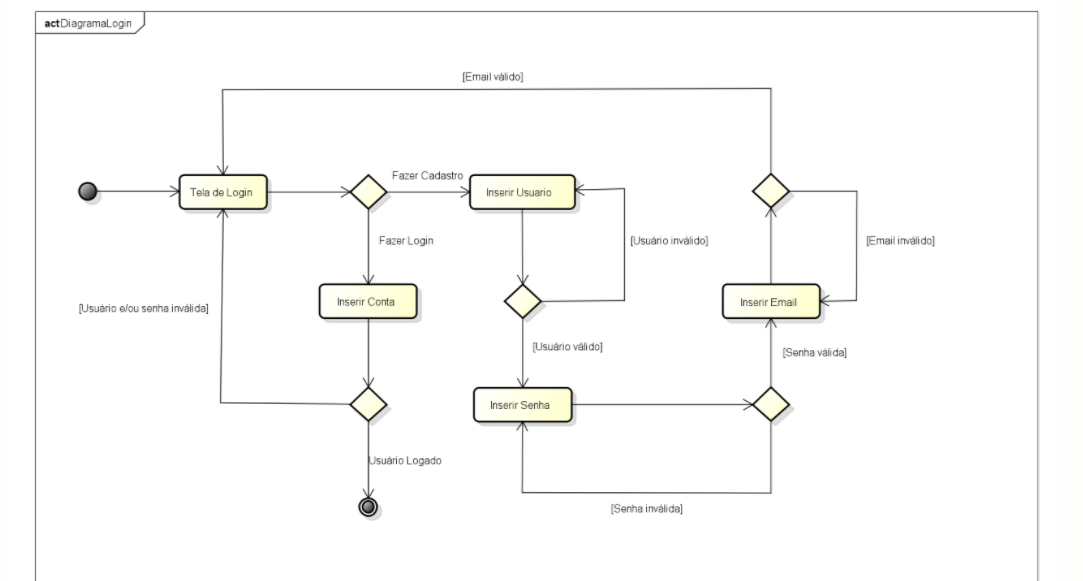 actDiagramaLogin
[Email válido]
Fazer Cadastro
Tela de Login
Inserir Usuario
Fazer Login
[Usuário inválido]
[Email inválido]
[Usuário e/ou senha inválida]
Inserir Conta
Inserir Email
[Usuário válido]
[Senha válida]
Inserir Senha
Usuário Logado
[Senha inválida]